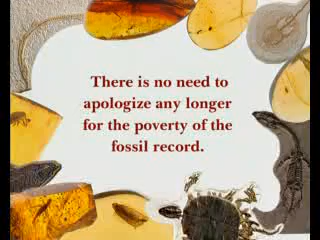 There is no need to
apologize any longer
for the poverty of the
fossil record.